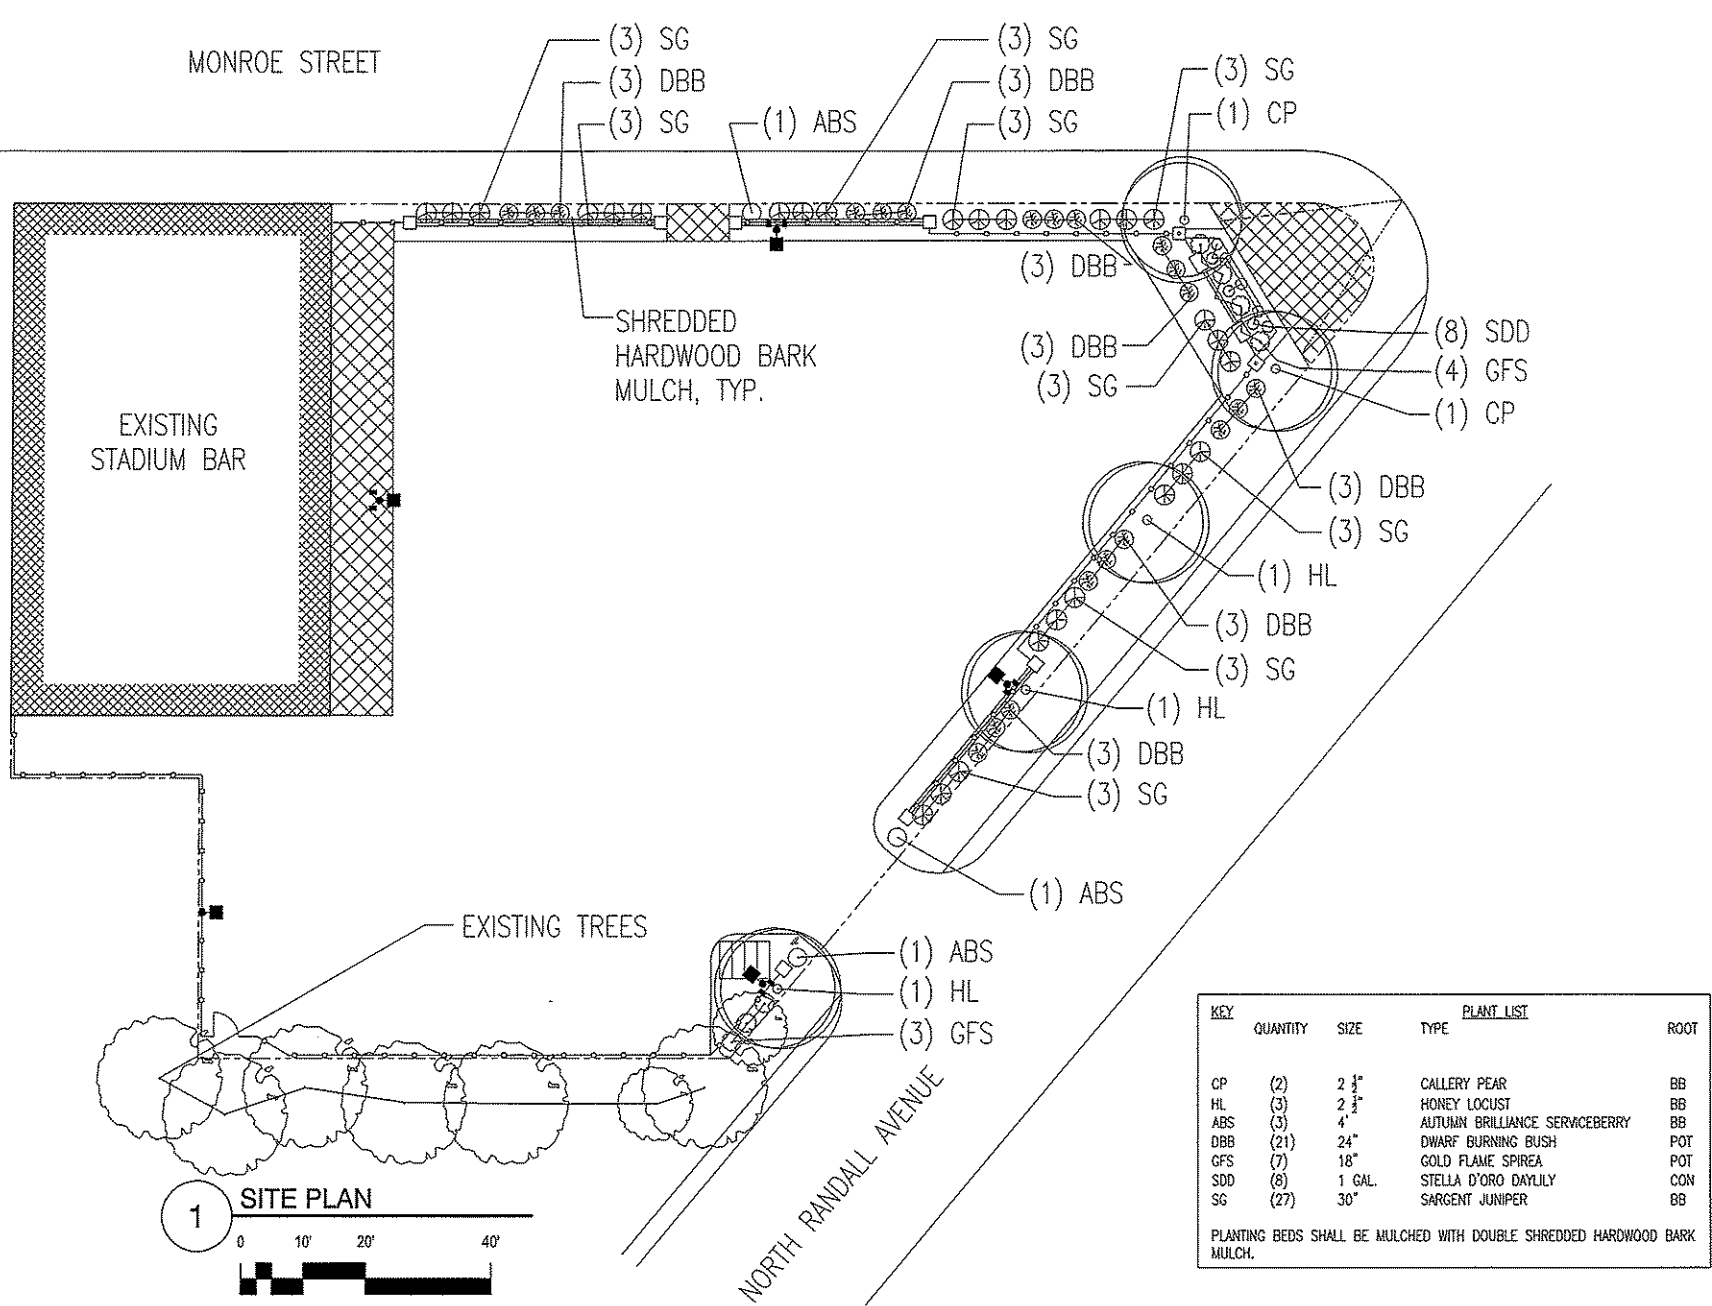 MONROE STREET
(3) SG
(3) DBB
(3) SG
(1) ABS
(3) SG
(3) DBB
(3) SG
(3) SG
(1) CP
(3) DBB
(3) DBB
(3) SG
(8) SDD
(4) GFS
(1) CP
SHREDDED
HARDWOOD BARK
MULCH, TYP.
EXISTING
STADIUM BAR
(3) DBB
(3) SG
(1) HL
(3) DBB
(3) SG
(1) HL
(3) DBB
(3) SG
(1) ABS
EXISTING TREES
(1) ABS
(1) HL
(3) GFS
NORTH RANDALL AVENUE
1 SITE PLAN
0 10' 20' 40'
PLANT LIST
KEY QUANTITY SIZE TYPE ROOT
CP (2) 2 1/2" CALLERY PEAR BB
HL (3) 2 1/2" HONEY LOCUST BB
ABS (3) 4' AUTUMN BRILLIANCE SERVICEBERRY BB
DBB (21) 24" DWARF BURNING BUSH POT
GFS (7) 18" GOLD FLAME SPIREA POT
SDD (8) 1 GAL. STELLA D'ORO DAYLILY CON
SG (27) 30" SARGENT JUNIPER BB
PLANTING BEDS SHALL BE MULCHED WITH DOUBLE SHREDDED HARDWOOD BARK
MULCH.